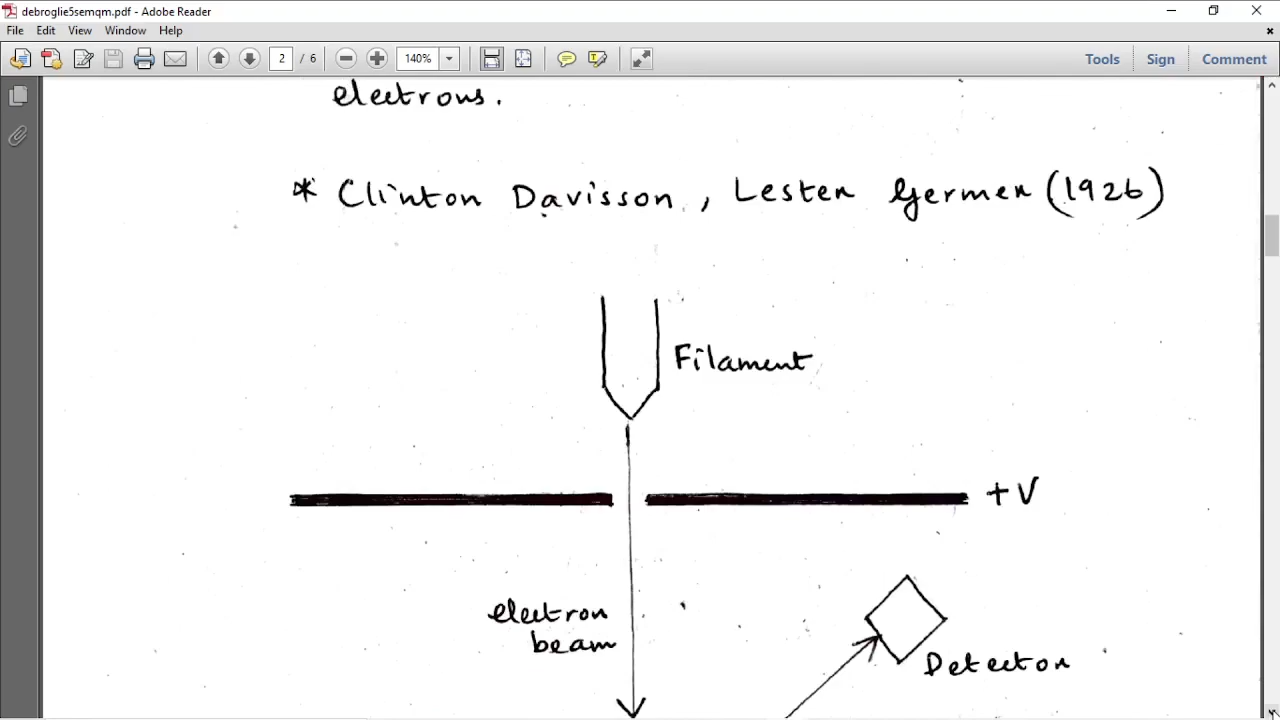 debroglie5semqm.pdf - Adobe Reader
File Edit View Window Help
2 / 6 140% Tools Sign Comment
electrons.
* Clinton Davisson, Lester Germer (1926)
Filament
+V
electron
beam
Detector